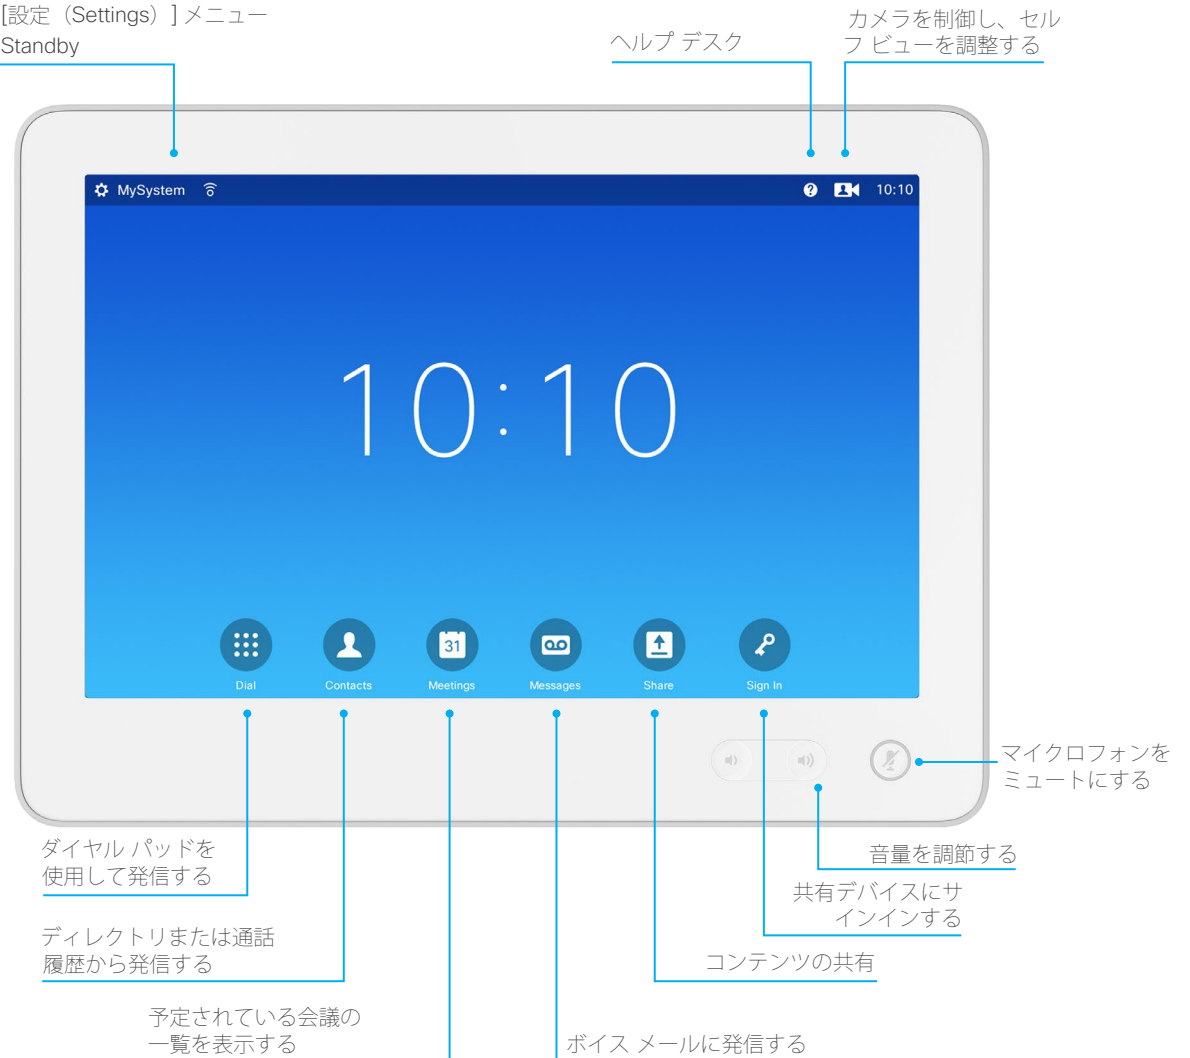 [設定（Settings）] メニュー
Standby
ヘルプ デスク
カメラを制御し、セル
フ ビューを調整する
MySystem
10:10
10:10
31
Dial
Contacts
Meetings
Messages
Share
Sign In
マイクロフォンを
ミュートにする
ダイヤル パッドを
使用して発信する
音量を調節する
共有デバイスにサ
インインする
ディレクトリまたは通話
履歴から発信する
コンテンツの共有
予定されている会議の
一覧を表示する
ボイス メールに発信する